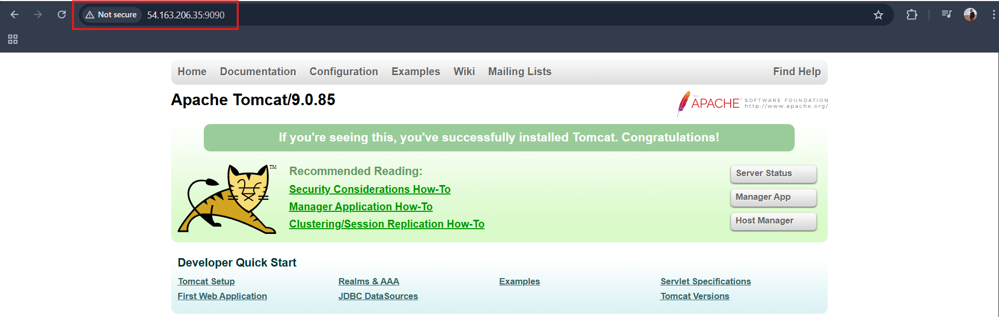 Not secure 54.163.206.35:9090
Home Documentation Configuration Examples Wiki Mailing Lists Find Help
Apache Tomcat/9.0.85
THE APACHE® SOFTWARE FOUNDATION
http://www.apache.org/
If you're seeing this, you've successfully installed Tomcat. Congratulations!
TM
Recommended Reading:
Security Considerations How-To
Manager Application How-To
Clustering/Session Replication How-To
Server Status
Manager App
Host Manager
Developer Quick Start
Tomcat Setup
First Web Application
Realms & AAA
JDBC DataSources
Examples
Servlet Specifications
Tomcat Versions